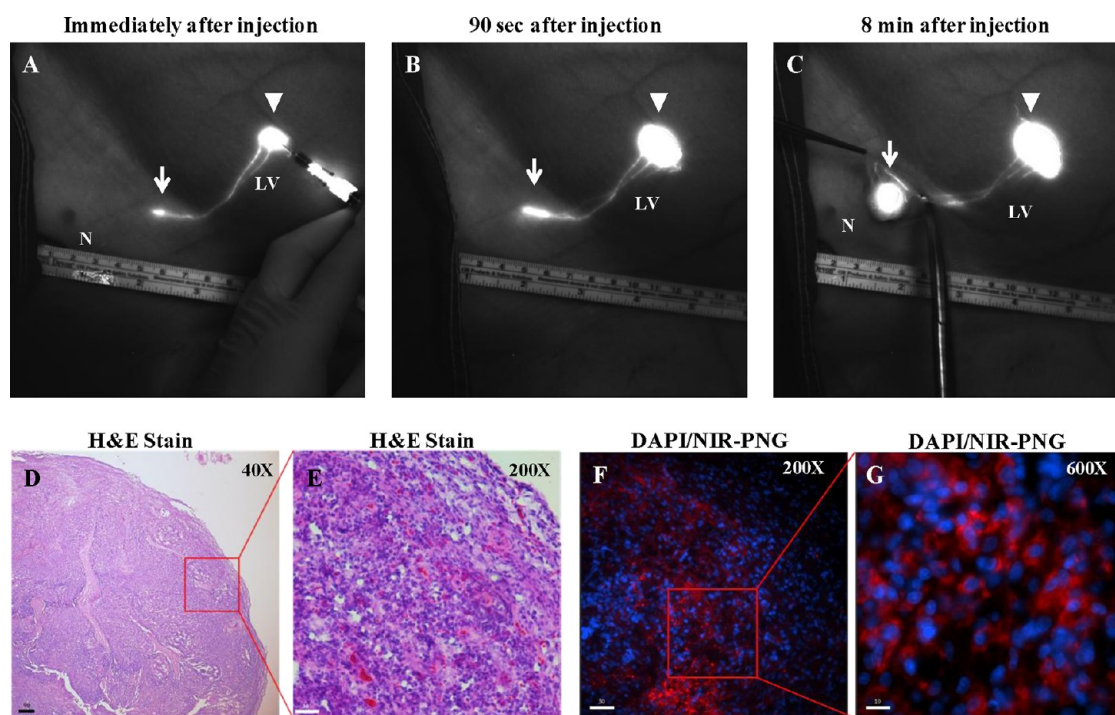 Immediately after injection
90 sec after injection
8 min after injection
A
LV
N
B
LV
C
N
LV
H&E Stain
H&E Stain
DAPI/NIR-PNG
DAPI/NIR-PNG
D
40X
E
200X
F
200X
G
600X
50
10